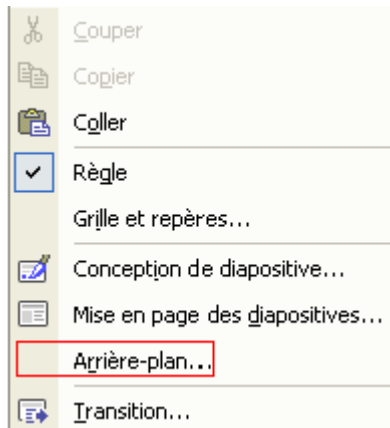 Couper
Copier
Coller
Règle
Grille et repères...
Conception de diapositive...
Mise en page des diapositives...
Arrière-plan...
Transition...